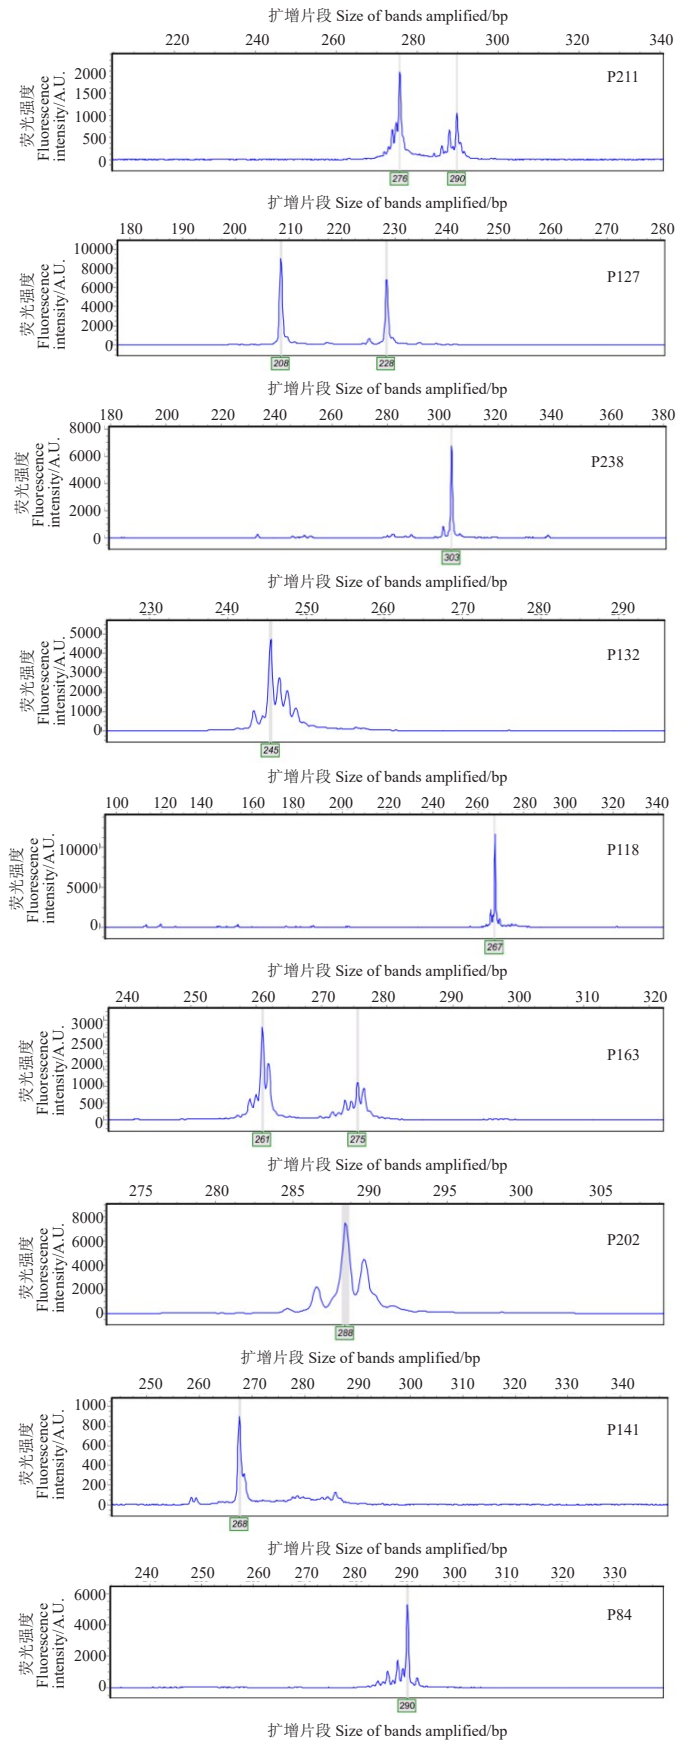 扩增片段 Size of bands amplified/bp
220 240 260 280 300 320 340
荧光强度
Fluorescence
intensity/A.U.
2000
1500
1000
500
0
P211
276 290
扩增片段 Size of bands amplified/bp
180 190 200 210 220 230 240 250 260 270 280
荧光强度
Fluorescence
intensity/A.U.
10000
8000
6000
4000
2000
0
P127
208 228
扩增片段 Size of bands amplified/bp
180 200 220 240 260 280 300 320 340 360 380
荧光强度
Fluorescence
intensity/A.U.
8000
6000
4000
2000
0
P238
303
扩增片段 Size of bands amplified/bp
230 240 250 260 270 280 290
荧光强度
Fluorescence
intensity/A.U.
5000
4000
3000
2000
1000
0
P132
245
扩增片段 Size of bands amplified/bp
100 120 140 160 180 200 220 240 260 280 300 320 340
荧光强度
Fluorescence
intensity/A.U.
10000
5000
0
P118
267
扩增片段 Size of bands amplified/bp
240 250 260 270 280 290 300 310 320
荧光强度
Fluorescence
intensity/A.U.
3000
2500
2000
1000
500
0
P163
261 275
扩增片段 Size of bands amplified/bp
275 280 285 290 295 300 305
荧光强度
Fluorescence
intensity/A.U.
8000
6000
4000
2000
0
P202
288
扩增片段 Size of bands amplified/bp
250 260 270 280 290 300 310 320 330 340
荧光强度
Fluorescence
intensity/A.U.
1000
800
600
400
200
0
P141
268
扩增片段 Size of bands amplified/bp
240 250 260 270 280 290 300 310 320 330
荧光强度
Fluorescence
intensity/A.U.
6000
4000
2000
0
P84
290
扩增片段 Size of bands amplified/bp